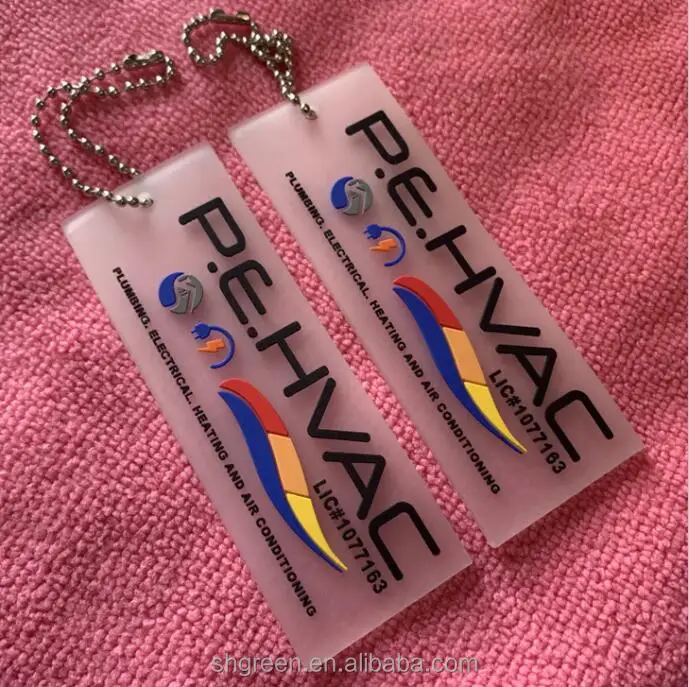 P.E.HVAC
LIC#1077163
PLUMBING, ELECTRICAL, HEATING AND AIR CONDITIONING
P.E.HVAC
LIC#1077163
PLUMBING, ELECTRICAL, HEATING AND AIR CONDITIONING
shgreen.en.alibaba.com